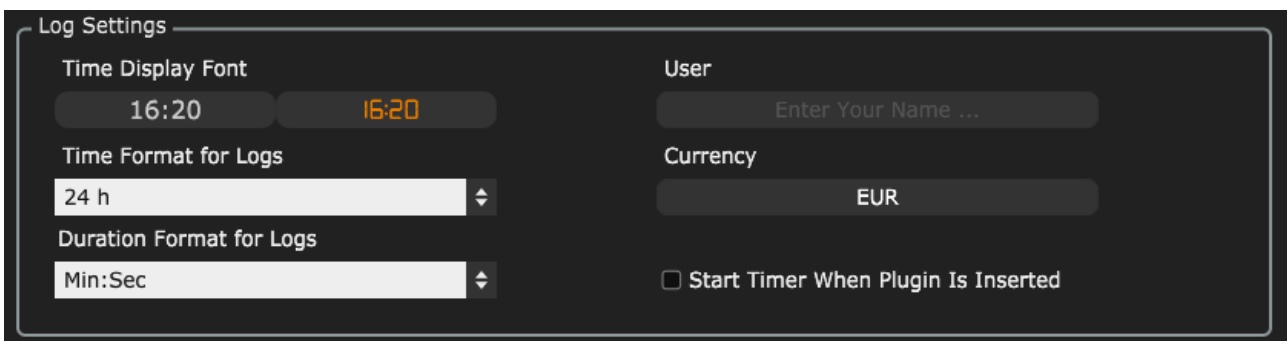 Log Settings
Time Display Font
16:20 16:20
Time Format for Logs
24 h
Duration Format for Logs
Min:Sec
User
Enter Your Name ...
Currency
EUR
Start Timer When Plugin Is Inserted